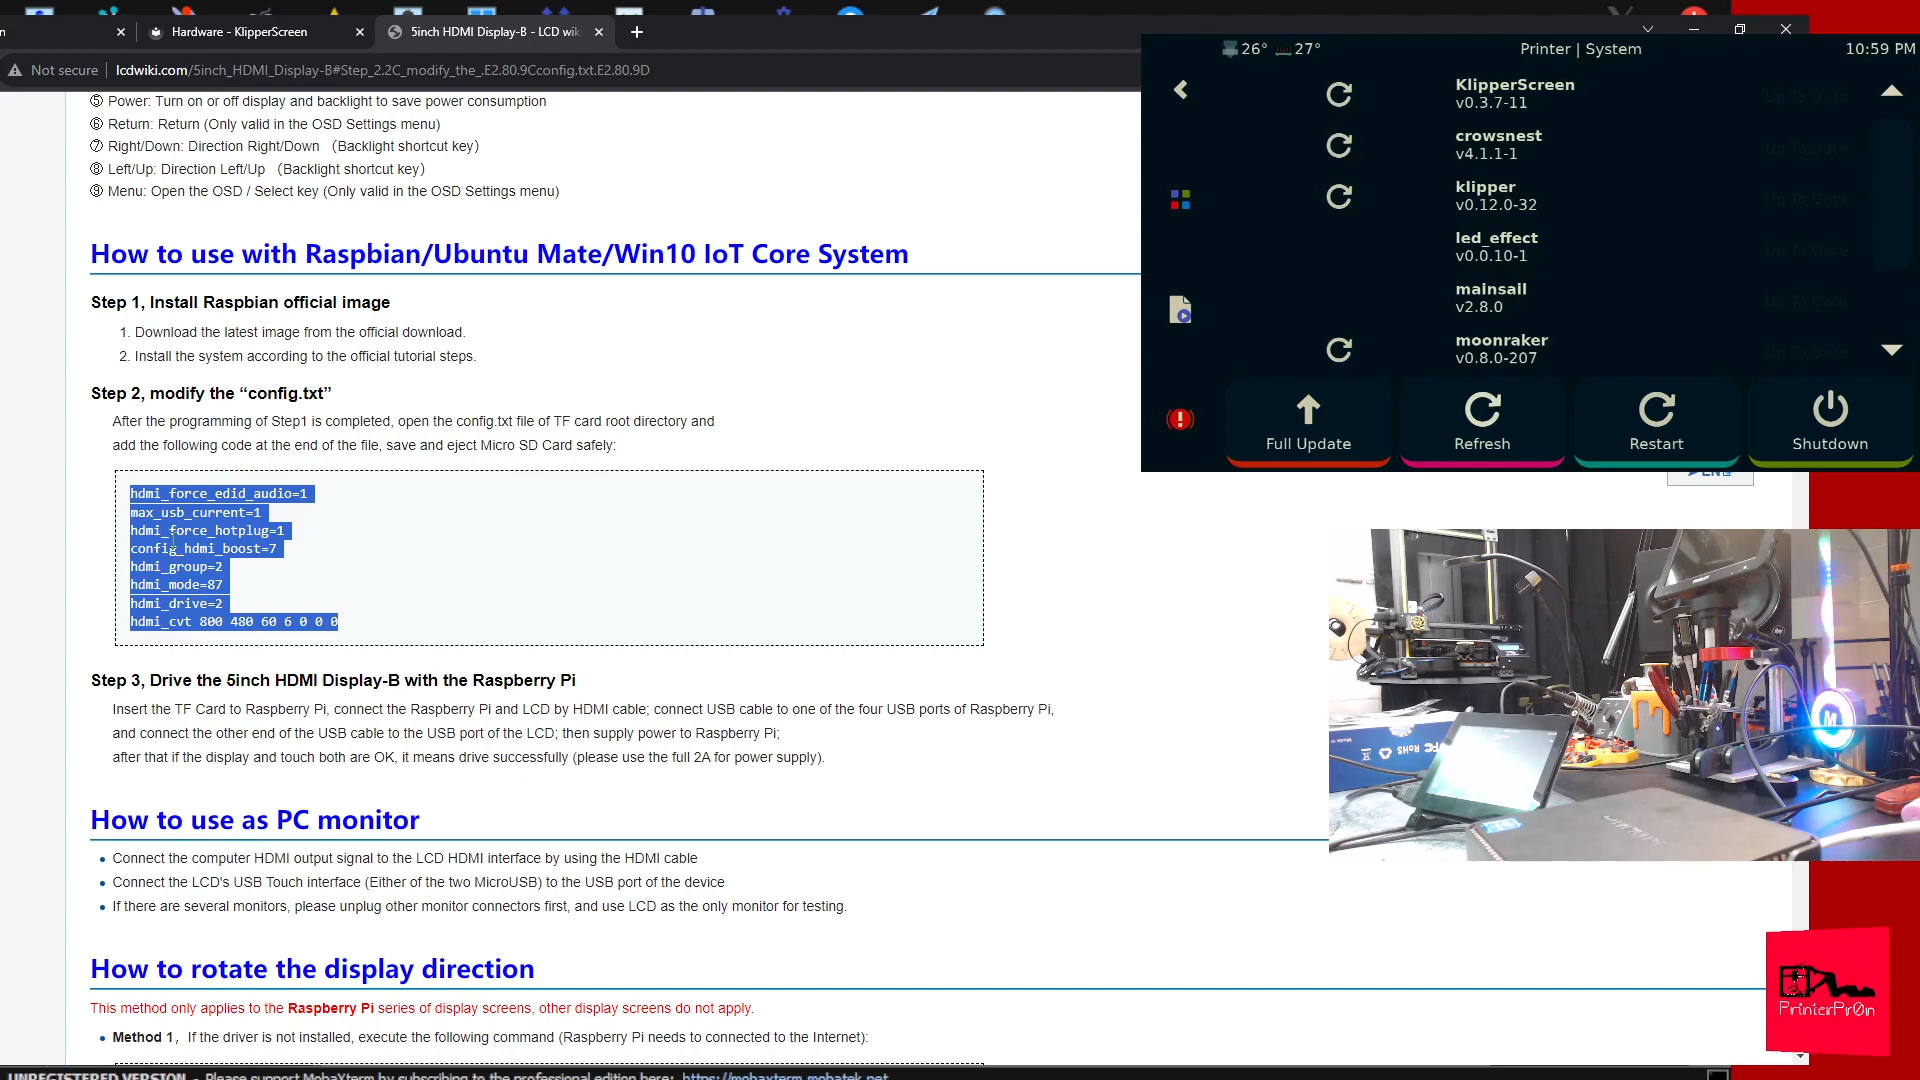 n
Hardware - KlipperScreen
5inch HDMI Display-B - LCD wiki
Not secure
lcdwiki.com/5inch_HDMI_Display-B#Step_2.2C_modify_the_.E2.80.9Cconfig.txt.E2.80.9D
⑤ Power: Turn on or off display and backlight to save power consumption
⑥ Return: Return (Only valid in the OSD Settings menu)
⑦ Right/Down: Direction Right/Down （Backlight shortcut key）
⑧ Left/Up: Direction Left/Up （Backlight shortcut key）
⑨ Menu: Open the OSD / Select key (Only valid in the OSD Settings menu)
How to use with Raspbian/Ubuntu Mate/Win10 IoT Core System
Step 1, Install Raspbian official image
1. Download the latest image from the official download.
2. Install the system according to the official tutorial steps.
Step 2, modify the “config.txt”
After the programming of Step1 is completed, open the config.txt file of TF card root directory and
add the following code at the end of the file, save and eject Micro SD Card safely:
hdmi_force_edid_audio=1
max_usb_current=1
hdmi_force_hotplug=1
config_hdmi_boost=7
hdmi_group=2
hdmi_mode=87
hdmi_drive=2
hdmi_cvt 800 480 60 6 0 0 0
Step 3, Drive the 5inch HDMI Display-B with the Raspberry Pi
Insert the TF Card to Raspberry Pi, connect the Raspberry Pi and LCD by HDMI cable; connect USB cable to one of the four USB ports of Raspberry Pi,
and connect the other end of the USB cable to the USB port of the LCD; then supply power to Raspberry Pi;
after that if the display and touch both are OK, it means drive successfully (please use the full 2A for power supply).
How to use as PC monitor
Connect the computer HDMI output signal to the LCD HDMI interface by using the HDMI cable
Connect the LCD's USB Touch interface (Either of the two MicroUSB) to the USB port of the device
If there are several monitors, please unplug other monitor connectors first, and use LCD as the only monitor for testing.
How to rotate the display direction
This method only applies to the Raspberry Pi series of display screens, other display screens do not apply.
Method 1，If the driver is not installed, execute the following command (Raspberry Pi needs to connected to the Internet):
UNREGISTERED VERSION - Please support MobaXterm by subscribing to the professional edition here: https://mobaxterm.mobatek.net
26° 27°
Printer | System
10:59 PM
KlipperScreen
v0.3.7-11
Up To Date
crowsnest
v4.1.1-1
Up To Date
klipper
v0.12.0-32
Up To Date
led_effect
v0.0.10-1
Up To Date
mainsail
v2.8.0
Up To Date
moonraker
v0.8.0-207
Up To Date
Full Update
Refresh
Restart
Shutdown
M
PrinterPr0n